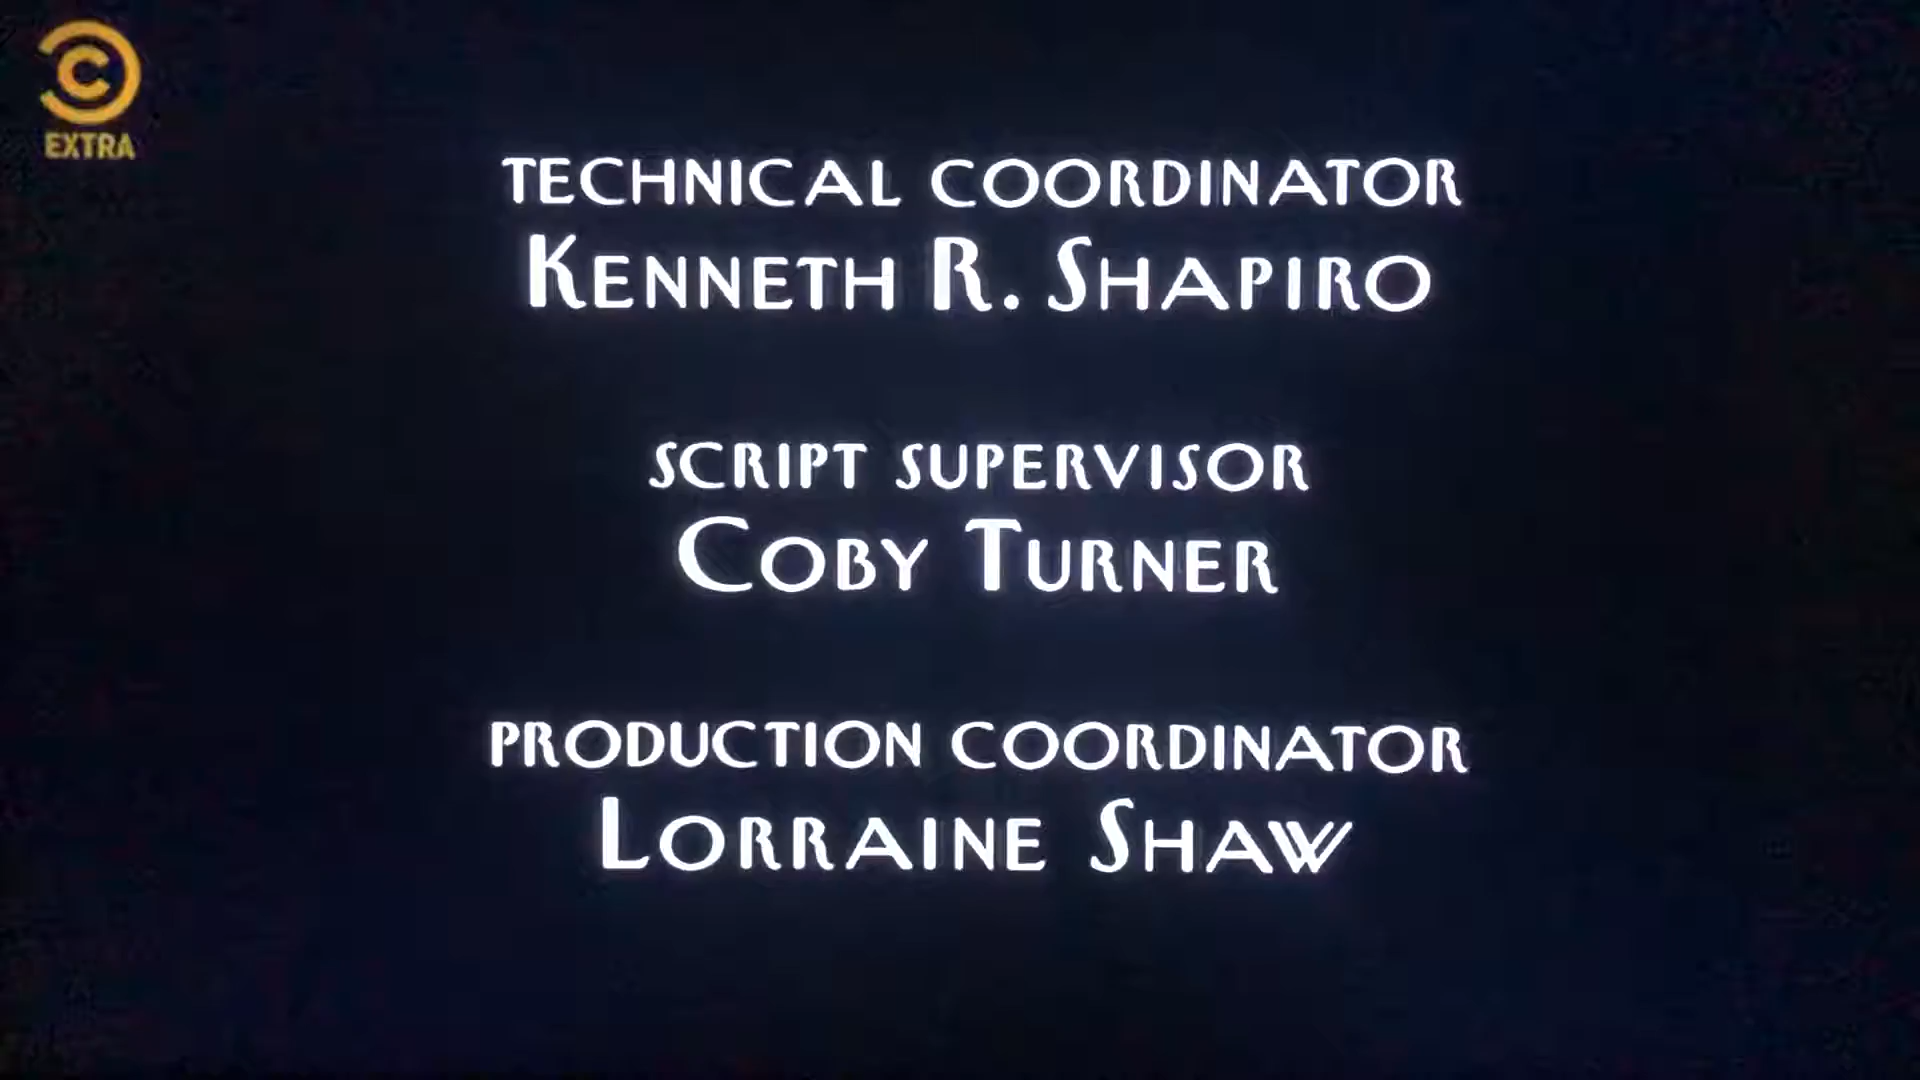 EXTRA
TECHNICAL COORDINATOR
KENNETH R. SHAPIRO
SCRIPT SUPERVISOR
COBY TURNER
PRODUCTION COORDINATOR
LORRAINE SHAW